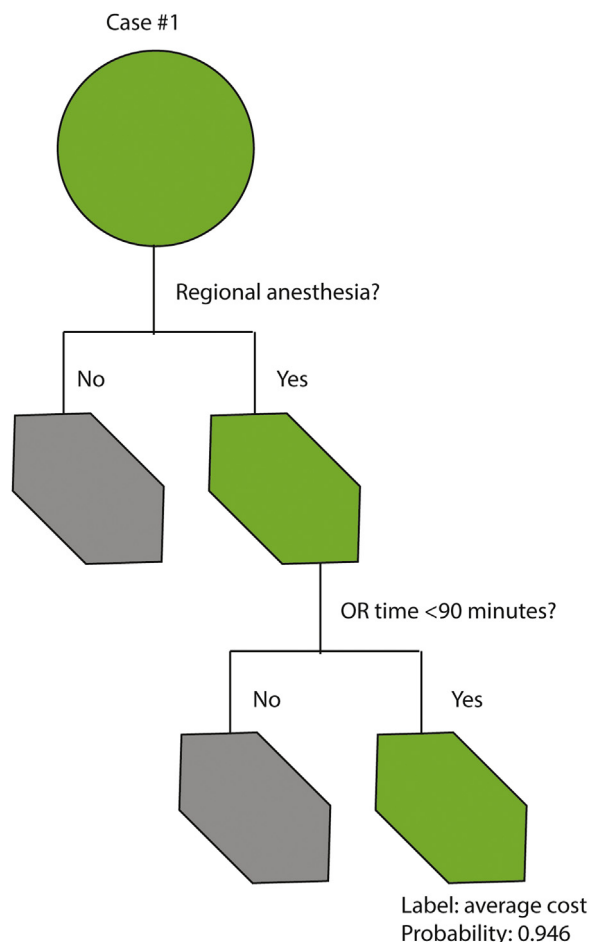 Case #1
Regional anesthesia?
No
Yes
OR time <90 minutes?
No
Yes
Label: average cost
Probability: 0.946